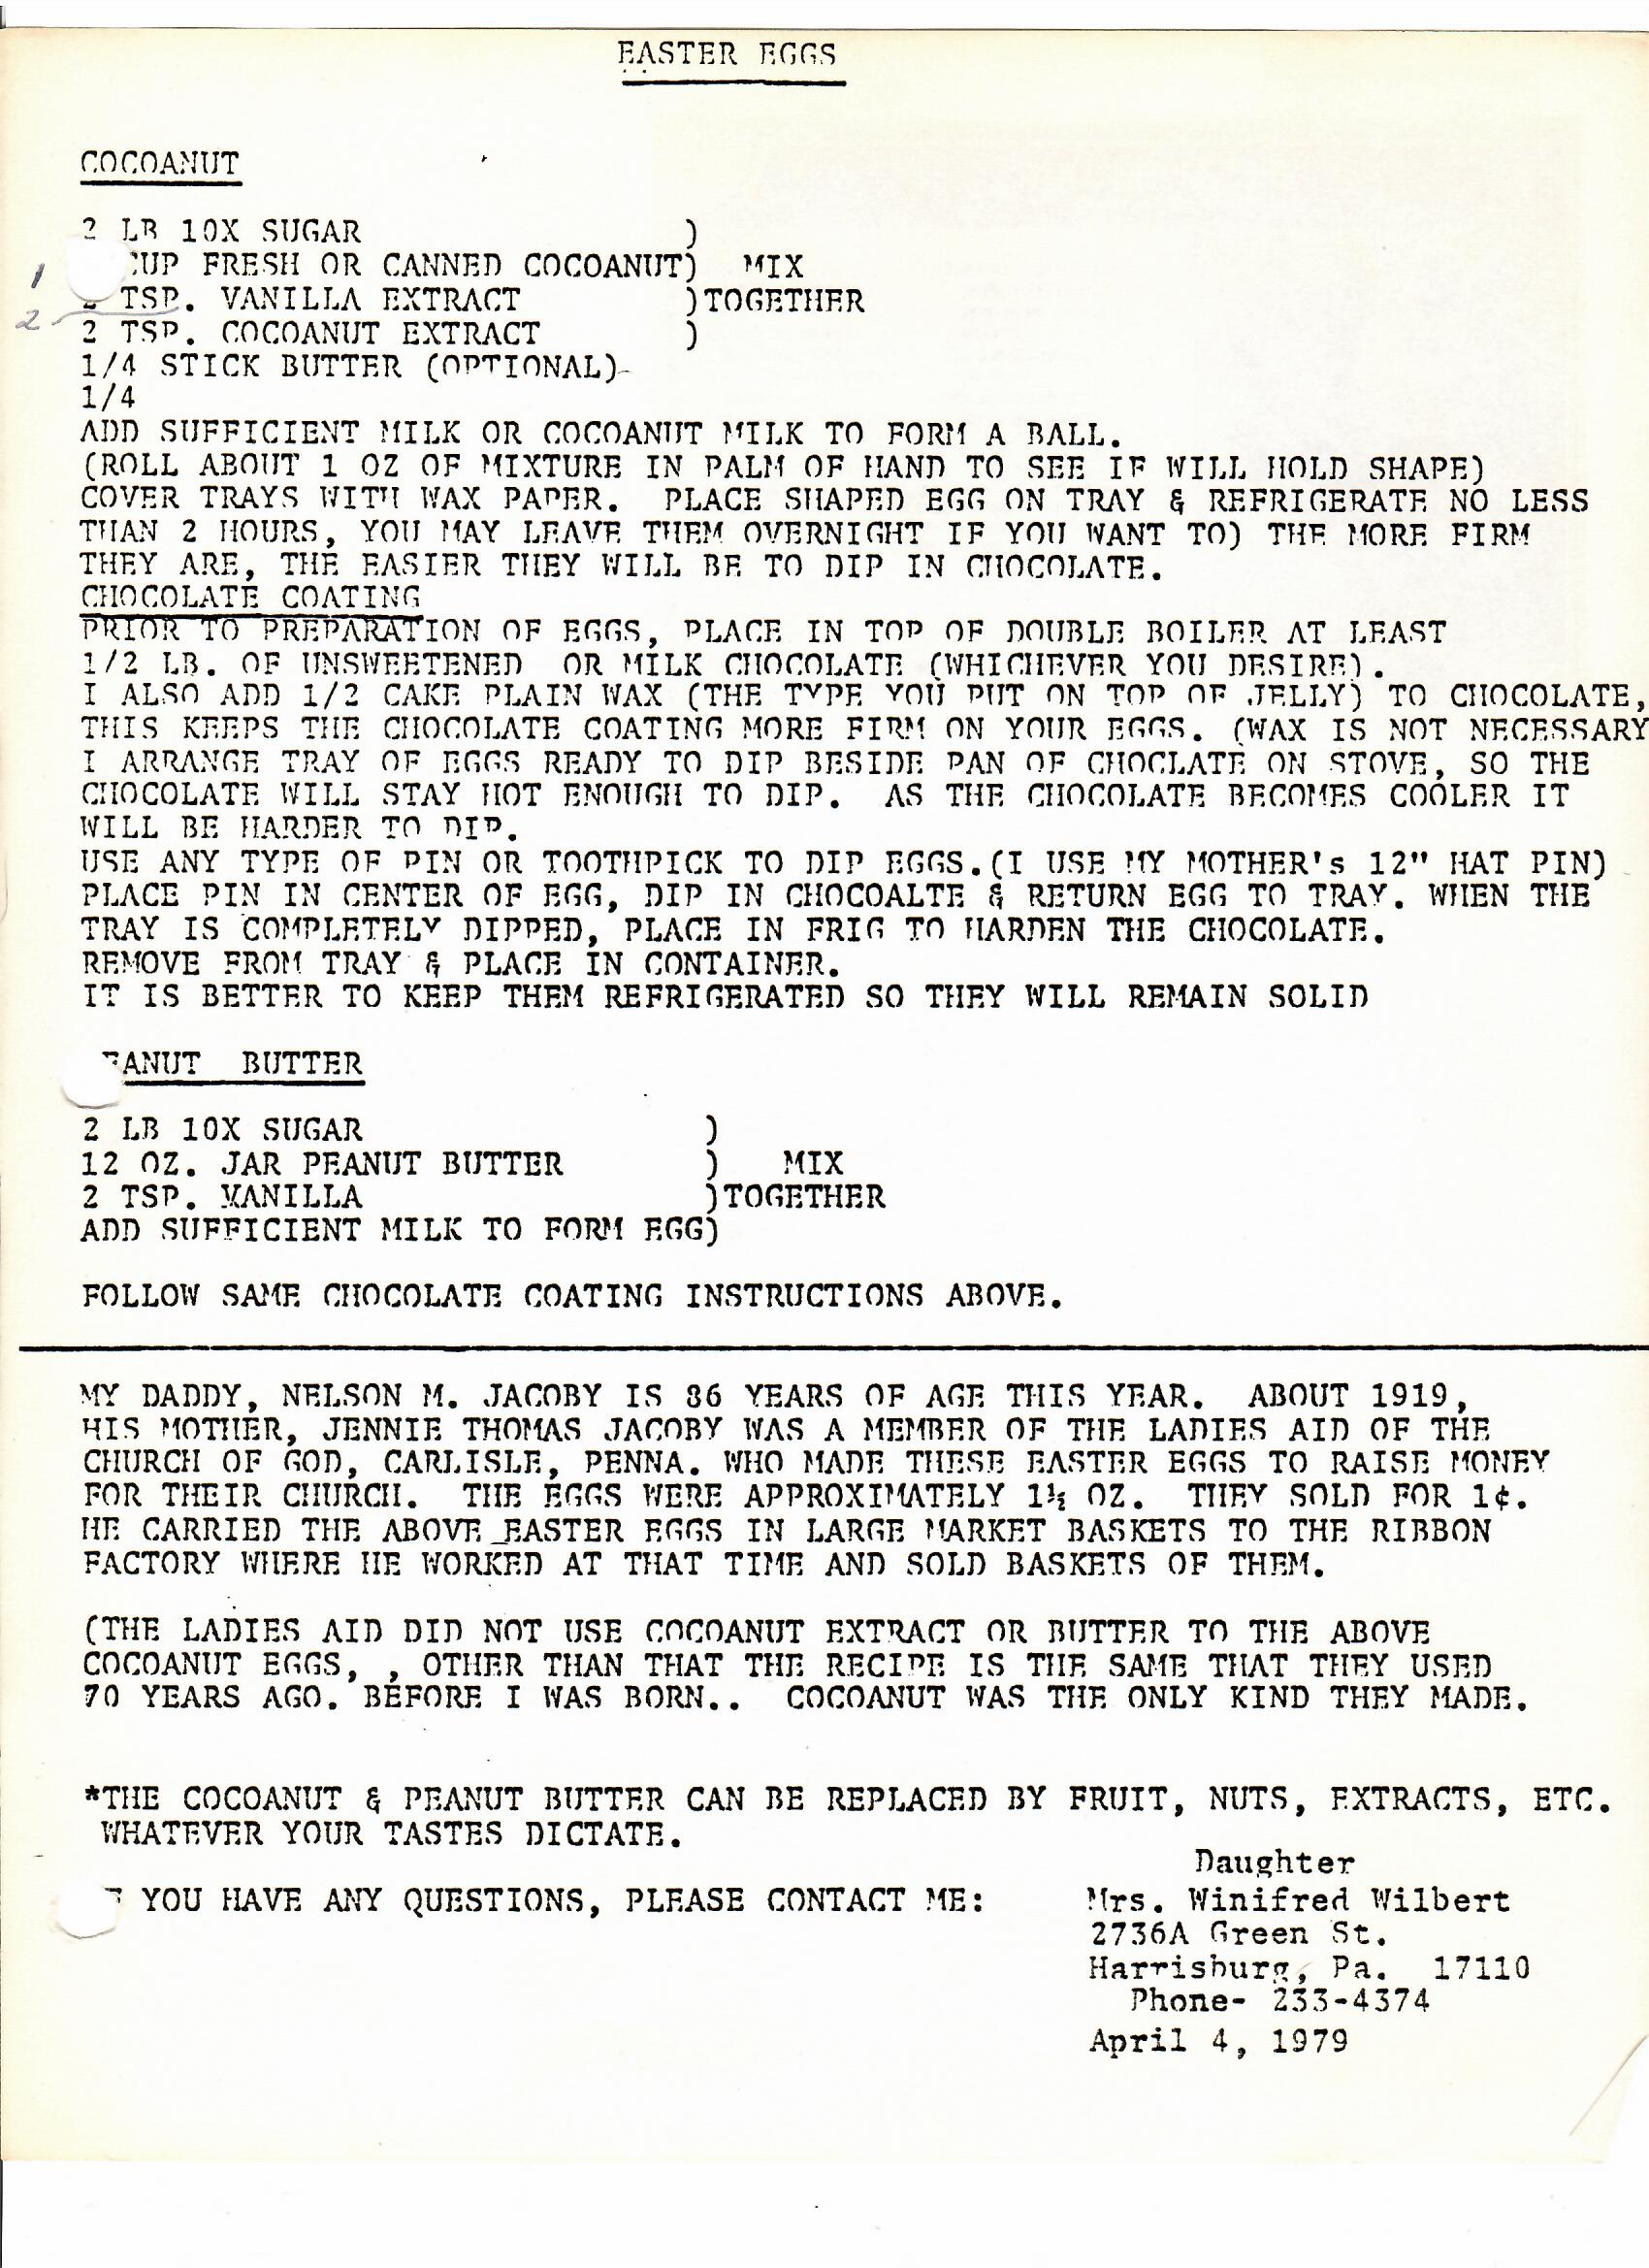 EASTER EGGS
COCOANUT
2 LB 10X SUGAR )
1 CUP FRESH OR CANNED COCOANUT) MIX
2 TSP. VANILLA EXTRACT )TOGETHER
2 TSP. COCOANUT EXTRACT )
1/4 STICK BUTTER (OPTIONAL)-
1/4
ADD SUFFICIENT MILK OR COCOANUT MILK TO FORM A BALL.
(ROLL ABOUT 1 OZ OF MIXTURE IN PALM OF HAND TO SEE IF WILL HOLD SHAPE)
COVER TRAYS WITH WAX PAPER. PLACE SHAPED EGG ON TRAY & REFRIGERATE NO LESS
THAN 2 HOURS, YOU MAY LEAVE THEM OVERNIGHT IF YOU WANT TO) THE MORE FIRM
THEY ARE, THE EASIER THEY WILL BE TO DIP IN CHOCOLATE.
CHOCOLATE COATING
PRIOR TO PREPARATION OF EGGS, PLACE IN TOP OF DOUBLE BOILER AT LEAST
1/2 LB. OF UNSWEETENED OR MILK CHOCOLATE (WHICHEVER YOU DESIRE).
I ALSO ADD 1/2 CAKE PLAIN WAX (THE TYPE YOU PUT ON TOP OF JELLY) TO CHOCOLATE,
THIS KEEPS THE CHOCOLATE COATING MORE FIRM ON YOUR EGGS. (WAX IS NOT NECESSARY
I ARRANGE TRAY OF EGGS READY TO DIP BESIDE PAN OF CHOCLATE ON STOVE, SO THE
CHOCOLATE WILL STAY HOT ENOUGH TO DIP. AS THE CHOCOLATE BECOMES COOLER IT
WILL BE HARDER TO DIP.
USE ANY TYPE OF PIN OR TOOTHPICK TO DIP EGGS.(I USE MY MOTHER's 12" HAT PIN)
PLACE PIN IN CENTER OF EGG, DIP IN CHOCOALTE & RETURN EGG TO TRAY. WHEN THE
TRAY IS COMPLETELY DIPPED, PLACE IN FRIG TO HARDEN THE CHOCOLATE.
REMOVE FROM TRAY & PLACE IN CONTAINER.
IT IS BETTER TO KEEP THEM REFRIGERATED SO THEY WILL REMAIN SOLID
EANUT BUTTER
2 LB 10X SUGAR )
12 OZ. JAR PEANUT BUTTER ) MIX
2 TSP. VANILLA )TOGETHER
ADD SUFFICIENT MILK TO FORM EGG)
FOLLOW SAME CHOCOLATE COATING INSTRUCTIONS ABOVE.
MY DADDY, NELSON M. JACOBY IS 86 YEARS OF AGE THIS YEAR. ABOUT 1919,
HIS MOTHER, JENNIE THOMAS JACOBY WAS A MEMBER OF THE LADIES AID OF THE
CHURCH OF GOD, CARLISLE, PENNA. WHO MADE THESE EASTER EGGS TO RAISE MONEY
FOR THEIR CHURCH. THE EGGS WERE APPROXIMATELY 1½ OZ. THEY SOLD FOR 1¢.
HE CARRIED THE ABOVE_EASTER EGGS IN LARGE MARKET BASKETS TO THE RIBBON
FACTORY WHERE HE WORKED AT THAT TIME AND SOLD BASKETS OF THEM.
(THE LADIES AID DID NOT USE COCOANUT EXTRACT OR BUTTER TO THE ABOVE
COCOANUT EGGS, , OTHER THAN THAT THE RECIPE IS THE SAME THAT THEY USED
70 YEARS AGO. BEFORE I WAS BORN.. COCOANUT WAS THE ONLY KIND THEY MADE.
*THE COCOANUT & PEANUT BUTTER CAN BE REPLACED BY FRUIT, NUTS, EXTRACTS, ETC.
WHATEVER YOUR TASTES DICTATE.
YOU HAVE ANY QUESTIONS, PLEASE CONTACT ME:
Daughter
Mrs. Winifred Wilbert
2736A Green St.
Harrisburg, Pa. 17110
Phone- 233-4374
April 4, 1979